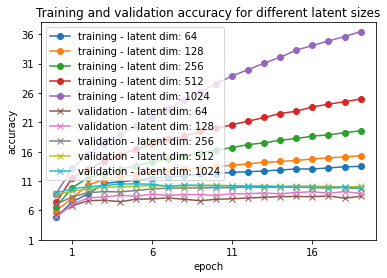 Training and validation accuracy for different latent sizes
accuracy
36
31
26
21
16
11
6
1
training - latent dim: 64
training - latent dim: 128
training - latent dim: 256
training - latent dim: 512
training - latent dim: 1024
validation - latent dim: 64
validation - latent dim: 128
validation - latent dim: 256
validation - latent dim: 512
validation - latent dim: 1024
1 6 11 16
epoch